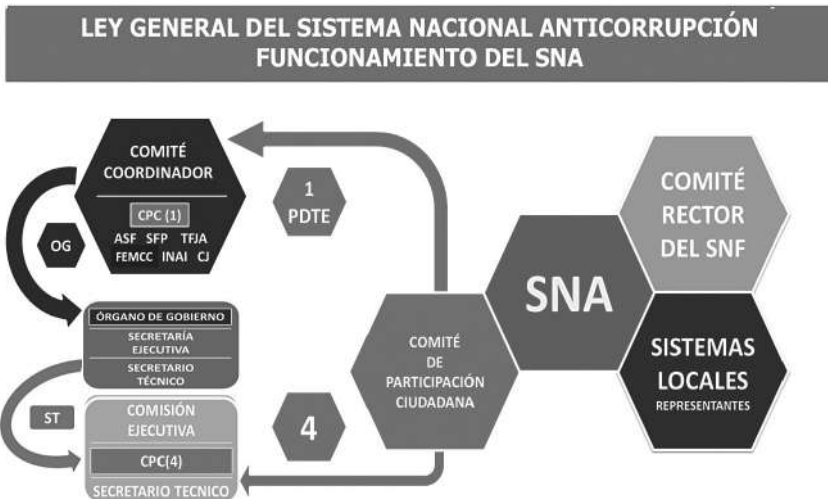 LEY GENERAL DEL SISTEMA NACIONAL ANTICORRUPCIÓN
FUNCIONAMIENTO DEL SNA
COMITÉ
COORDINADOR
CPC (1)
ASF SFP TFJA
FEMCC INAI CJ
OG
1
PDTE
ÓRGANO DE GOBIERNO
SECRETARÍA
EJECUTIVA
SECRETARIO
TÉCNICO
ST
COMISIÓN
EJECUTIVA
CPC(4)
SECRETARIO TECNICO
4
COMITÉ
DE
PARTICIPACIÓN
CIUDADANA
SNA
COMITÉ
RECTOR
DEL SNF
SISTEMAS
LOCALES
REPRESENTANTES